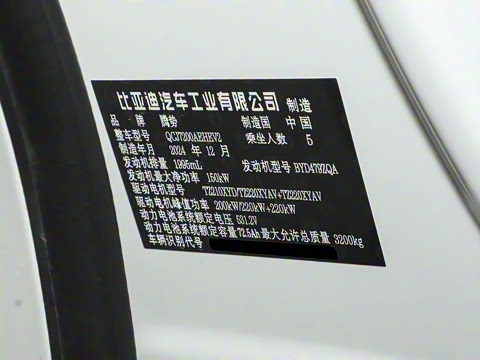 比亚迪汽车工业有限公司 制造
品 牌 腾势 制造国 中国
整车型号 QCJ7200AEHEV2 乘坐人数 5
制造年月 2024 年 12 月
发动机排量 1995mL 发动机型号 BYD479ZQA
发动机最大净功率 150kW
驱动电机型号 TZ210XYD/TZ220XYAV+TZ220XYAV
驱动电机峰值功率 200kW/220kW+220kW
动力电池系统额定电压 531.2V
动力电池系统额定容量 72.5Ah 最大允许总质量 3200kg
车辆识别代号